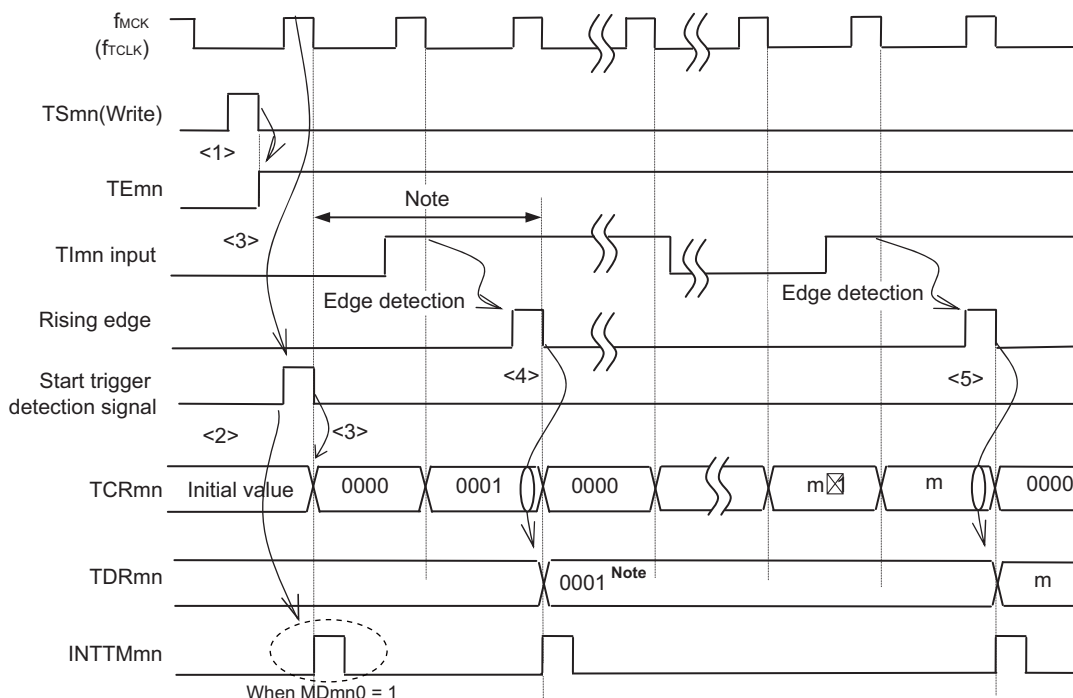 fMCK
(fTCLK)
TSmn(Write)
<1>
TEmn
Note
<3>
TImn input
Edge detection
Edge detection
Rising edge
<4>
<5>
Start trigger
detection signal
<2>
<3>
TCRmn
Initial value
0000
0001
0000
m☒1
m
0000
TDRmn
0001 Note
m
INTTMmn
When MDmn0 = 1